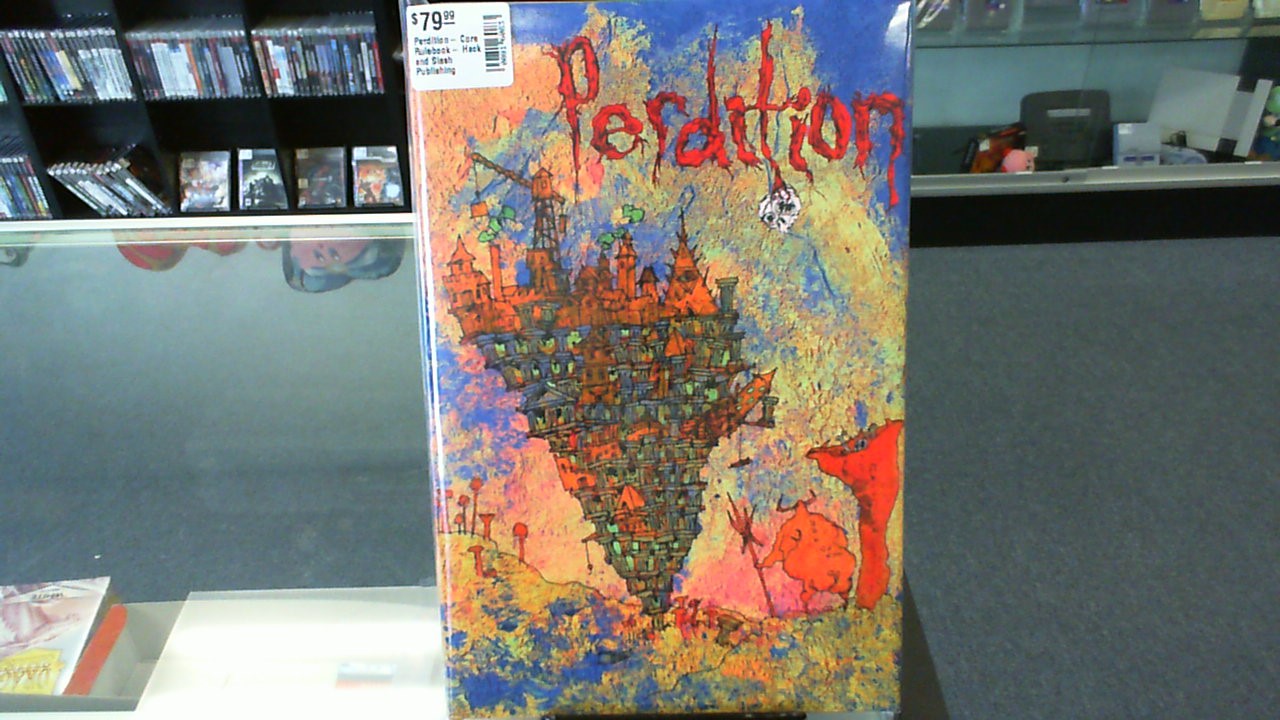 $79.99
Perdition - Core
Rulebook - Hack
and Slash
Publishing
Perdition